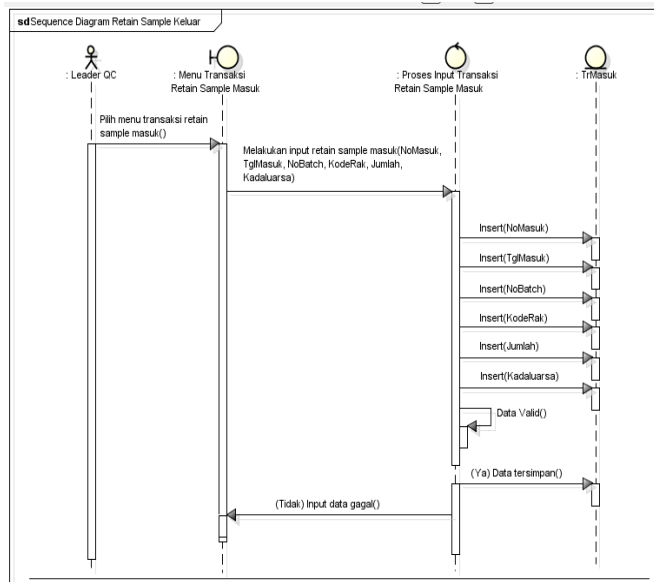 sd Sequence Diagram Retain Sample Keluar
: Leader QC
: Menu Transaksi
Retain Sample Masuk
: Proses Input Transaksi
Retain Sample Masuk
: TrMasuk
Pilih menu transaksi retain
sample masuk()
Melakukan input retain sample masuk(NoMasuk,
TglMasuk, NoBatch, KodeRak, Jumlah,
Kadaluarsa)
Insert(NoMasuk)
Insert(TglMasuk)
Insert(NoBatch)
Insert(KodeRak)
Insert(Jumlah)
Insert(Kadaluarsa)
Data Valid()
(Ya) Data tersimpan()
(Tidak) Input data gagal()